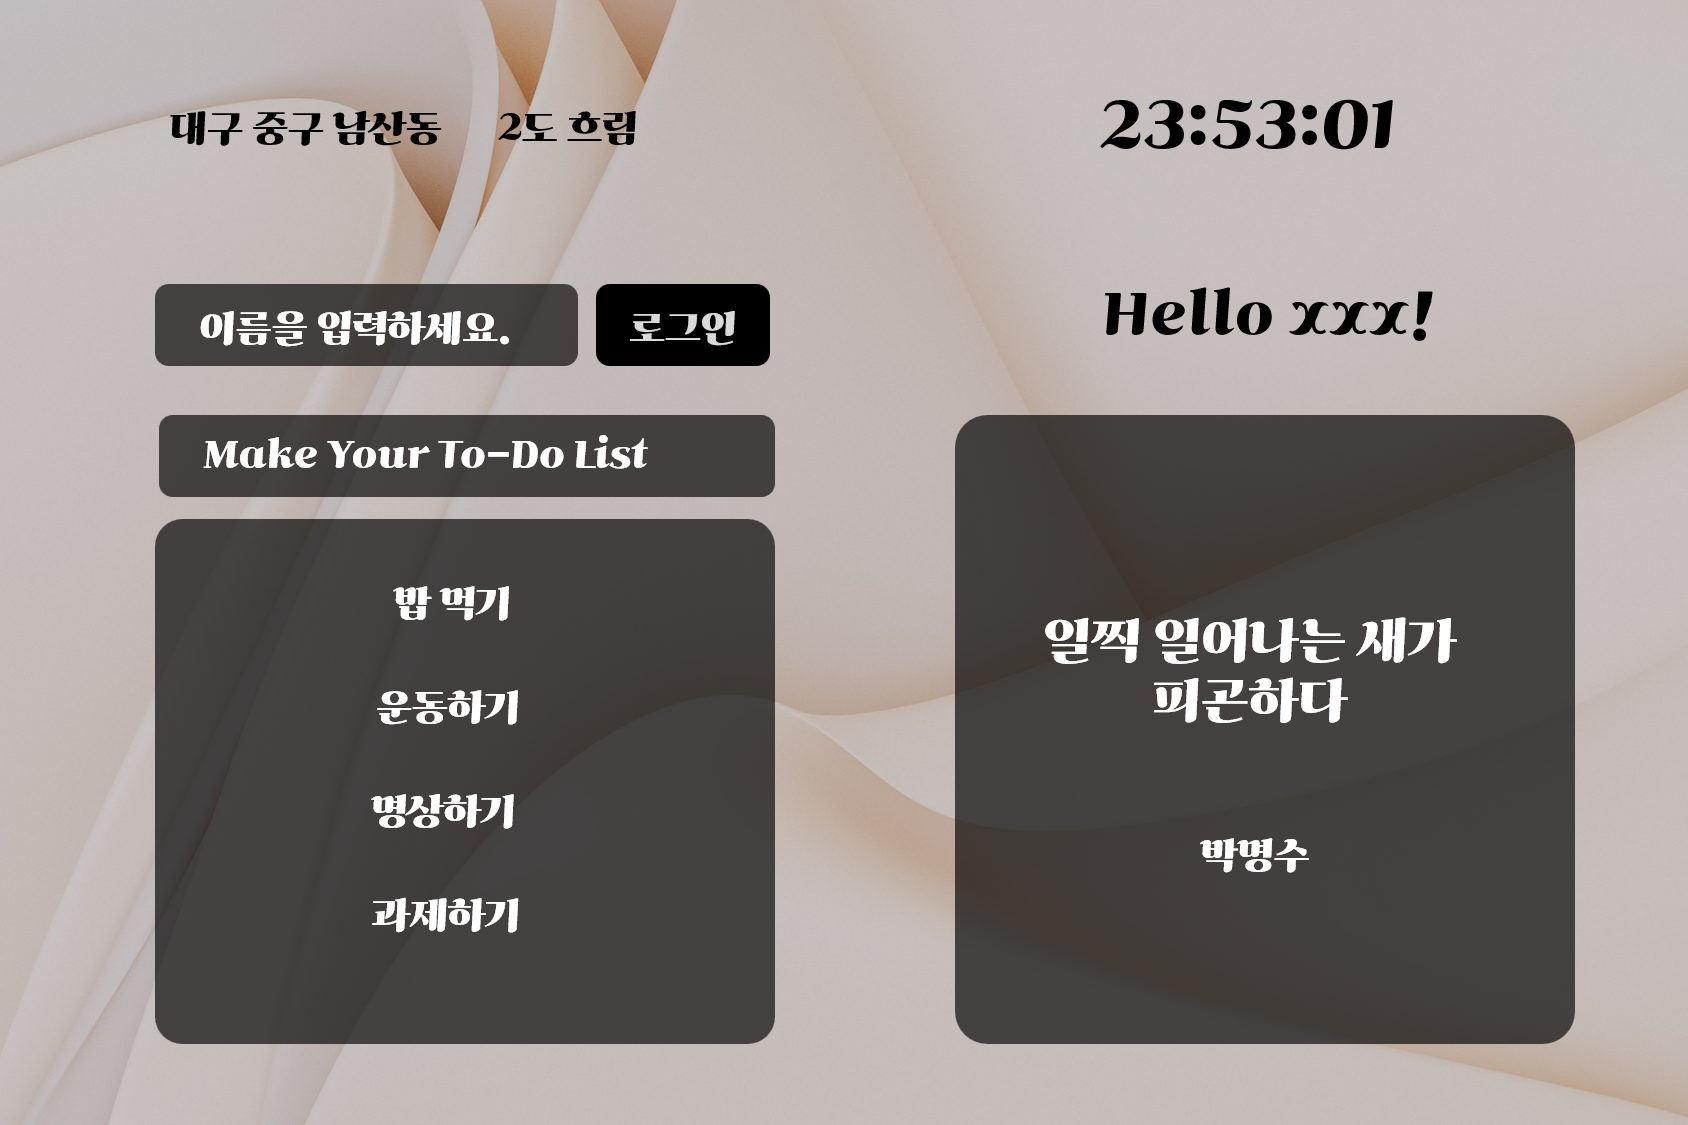 대구 중구 남산동 2도 흐림
23:53:01
이름을 입력하세요. 로그인
Hello xxx!
Make Your To-Do List
밥 먹기
운동하기
명상하기
과제하기
일찍 일어나는 새가
피곤하다
박명수